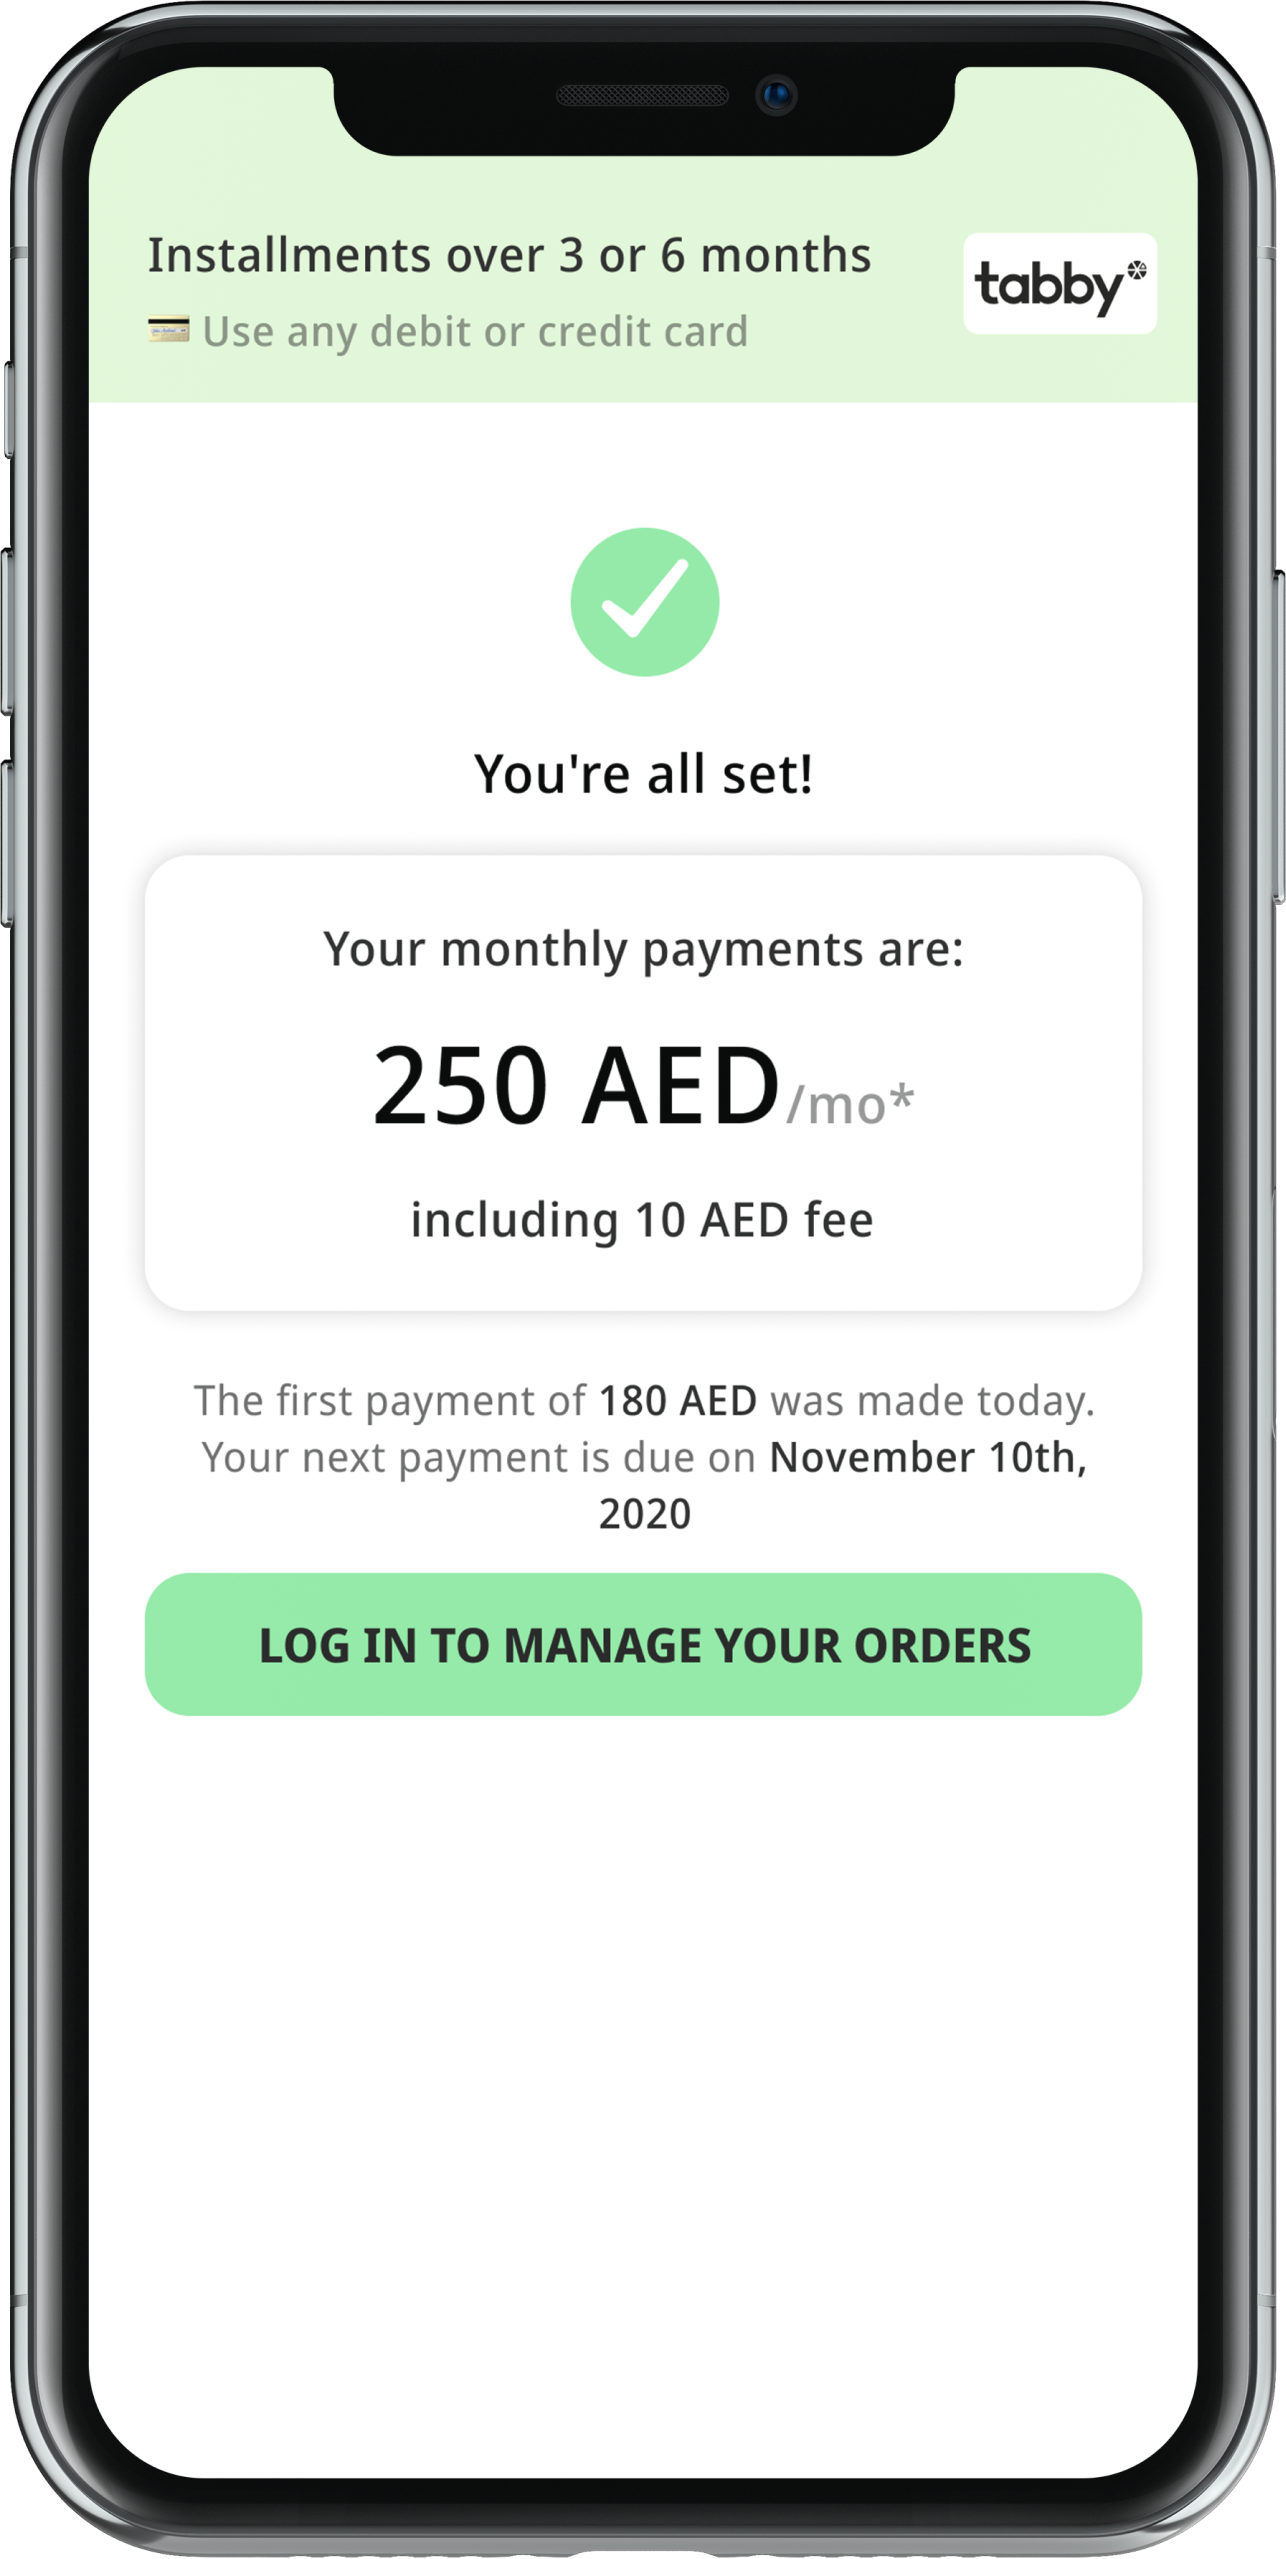 Installments over 3 or 6 months
Use any debit or credit card
tabby
You're all set!
Your monthly payments are:
250 AED/mo*
including 10 AED fee
The first payment of 180 AED was made today.
Your next payment is due on November 10th,
2020
LOG IN TO MANAGE YOUR ORDERS